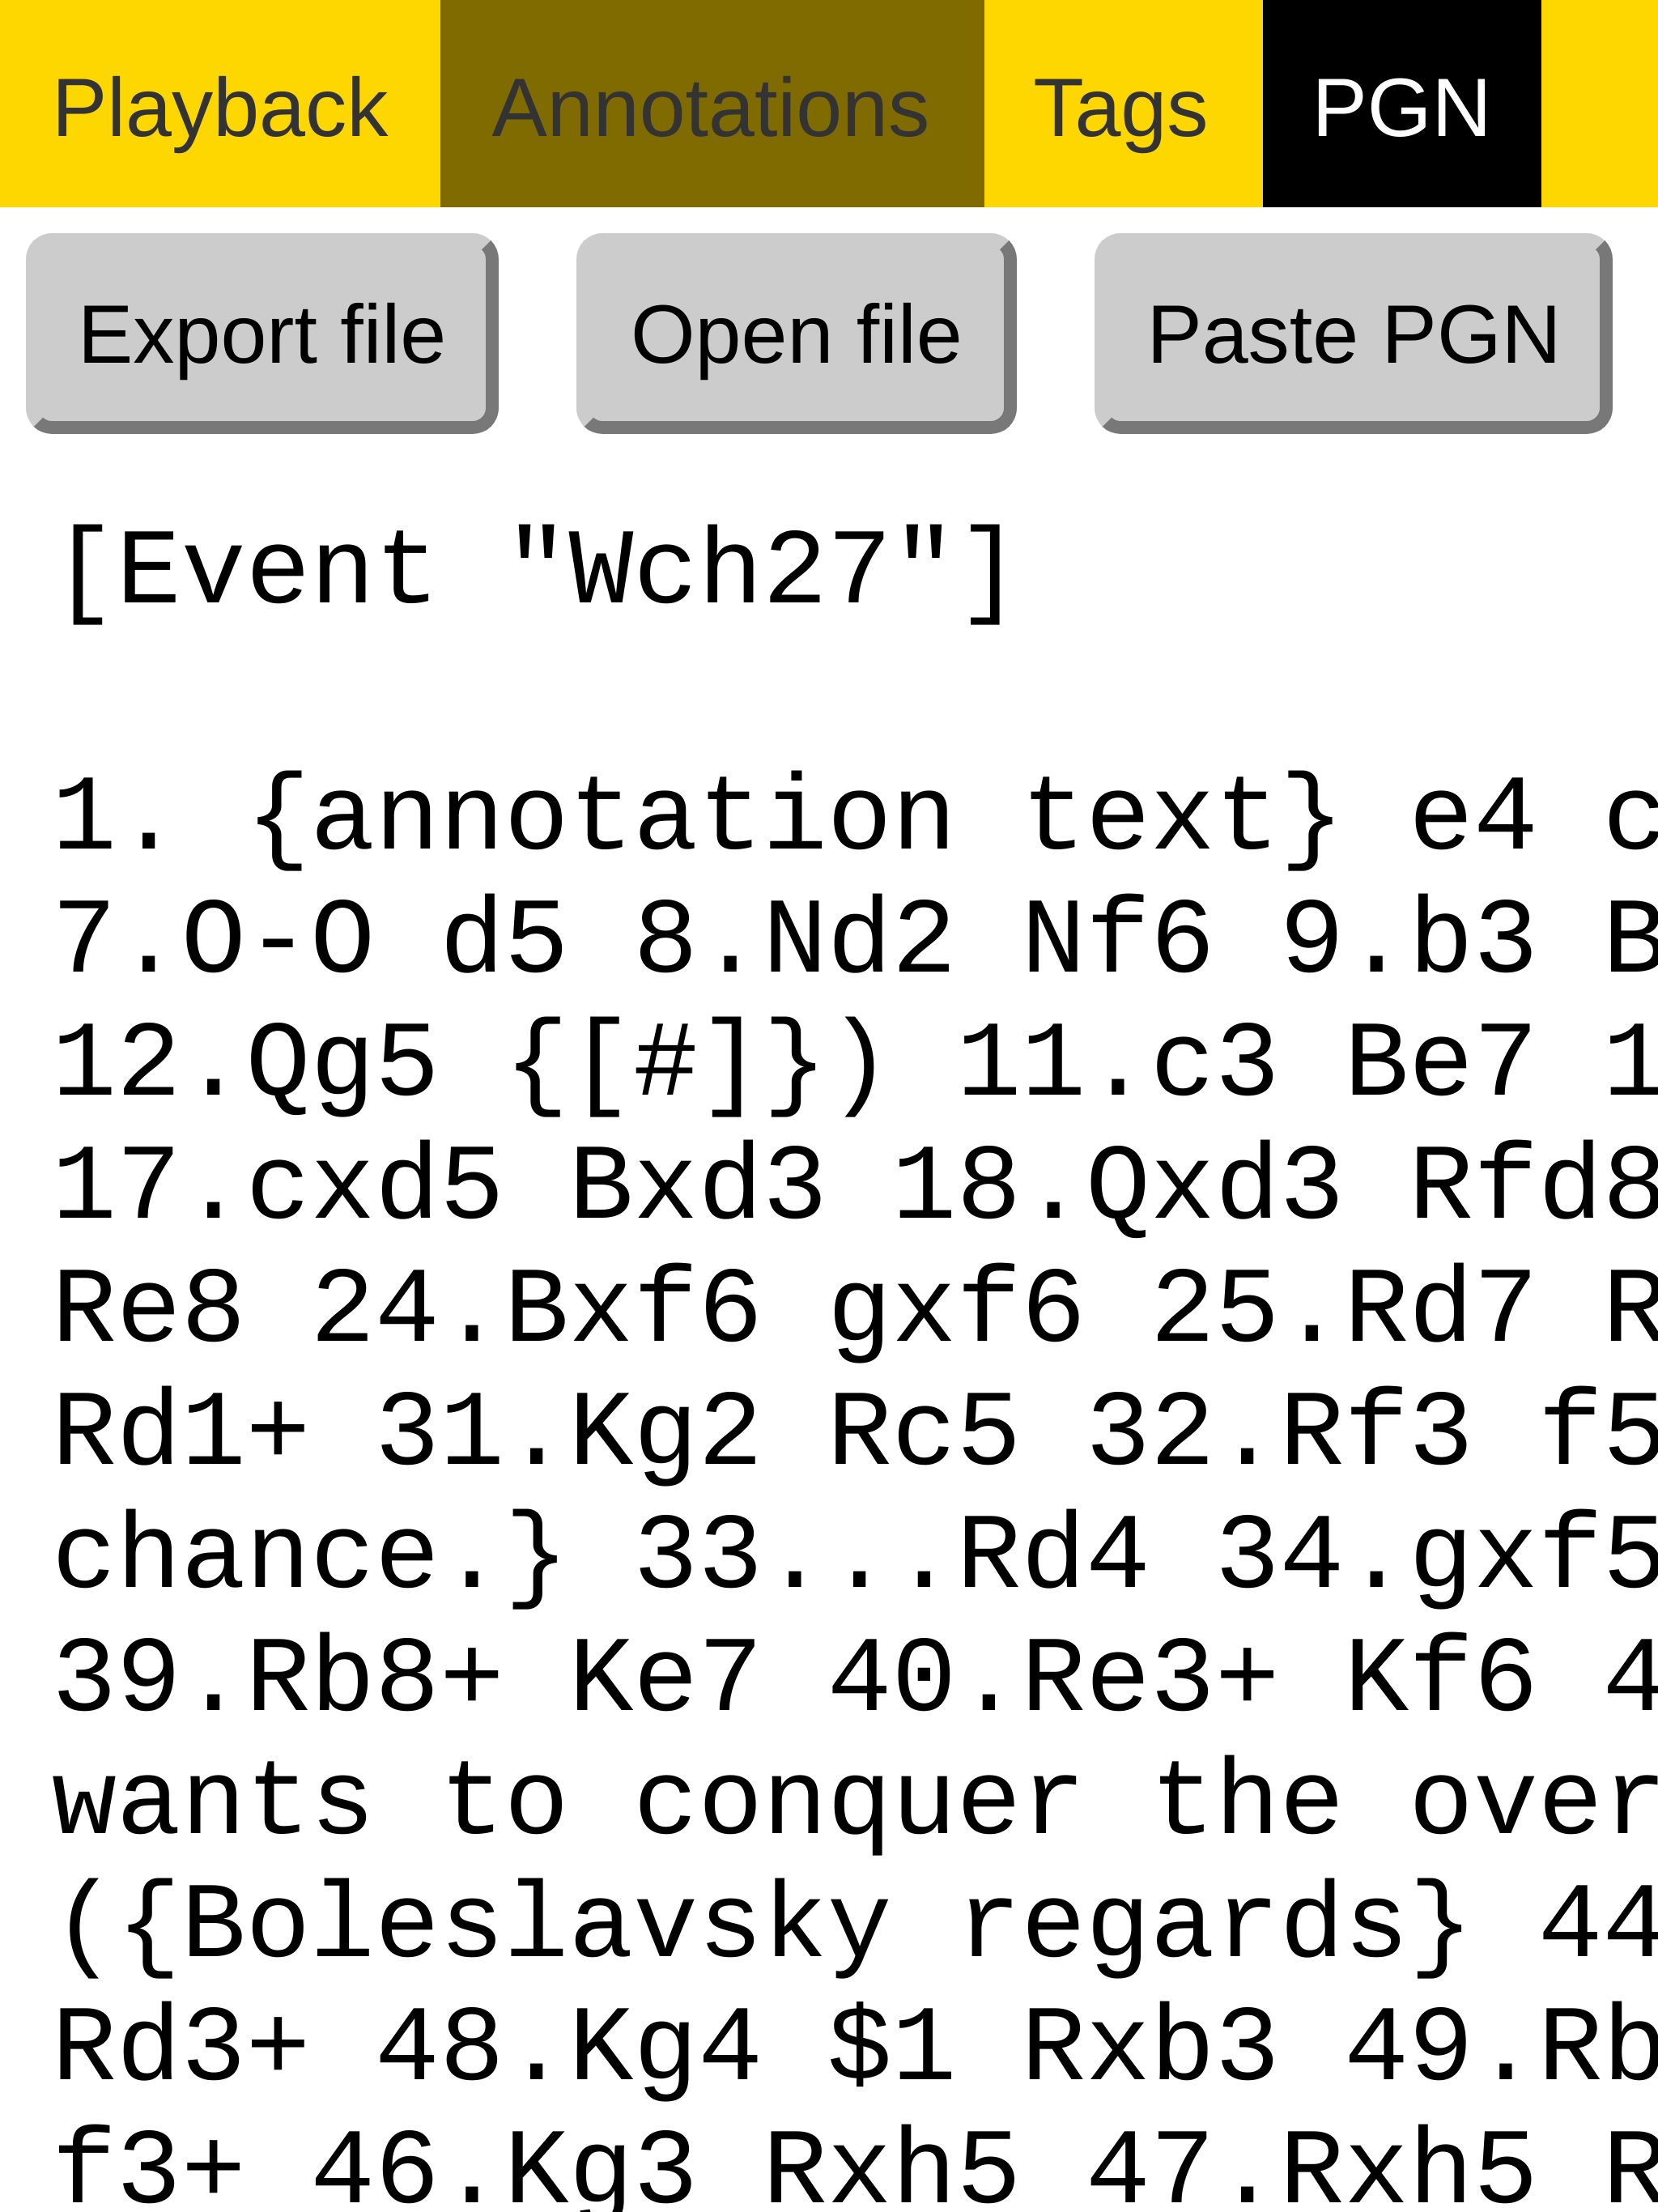 Playback Annotations Tags PGN
Export file Open file Paste PGN
[Event "Wch27"]
1. {annotation text} e4 c
7.O-O d5 8.Nd2 Nf6 9.b3 B
12.Qg5 {[#]}) 11.c3 Be7 1
17.cxd5 Bxd3 18.Qxd3 Rfd8
Re8 24.Bxf6 gxf6 25.Rd7 R
Rd1+ 31.Kg2 Rc5 32.Rf3 f5
chance.} 33...Rd4 34.gxf5
39.Rb8+ Ke7 40.Re3+ Kf6 4
wants to conquer the over
({Boleslavsky regards} 44
Rd3+ 48.Kg4 $1 Rxb3 49.Rb
f3+ 46.Kg3 Rxh5 47.Rxh5 R